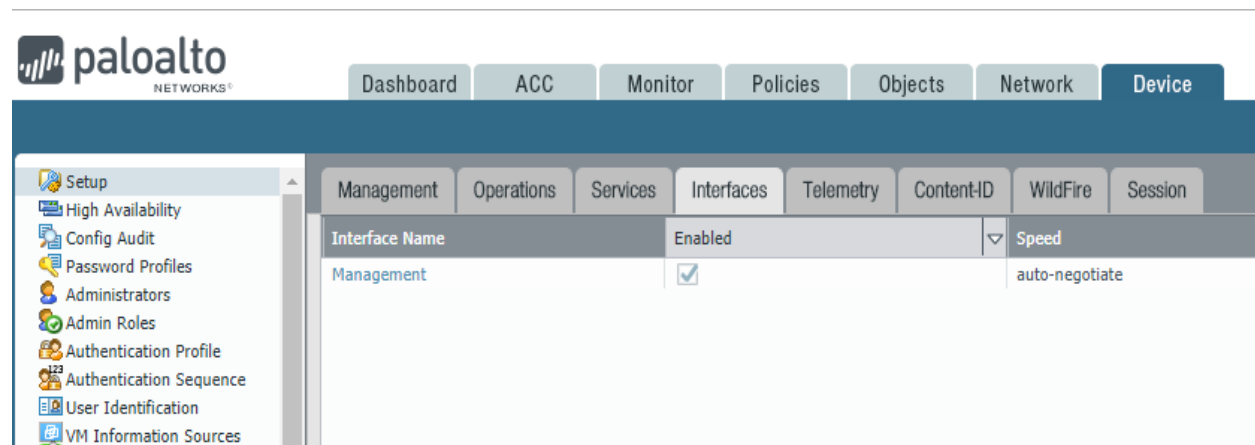 paloalto
NETWORKS®
Dashboard ACC Monitor Policies Objects Network Device
Setup
High Availability
Config Audit
Password Profiles
Administrators
Admin Roles
Authentication Profile
123
Authentication Sequence
User Identification
VM Information Sources
Management Operations Services Interfaces Telemetry Content-ID WildFire Session
Interface Name Enabled Speed
Management auto-negotiate